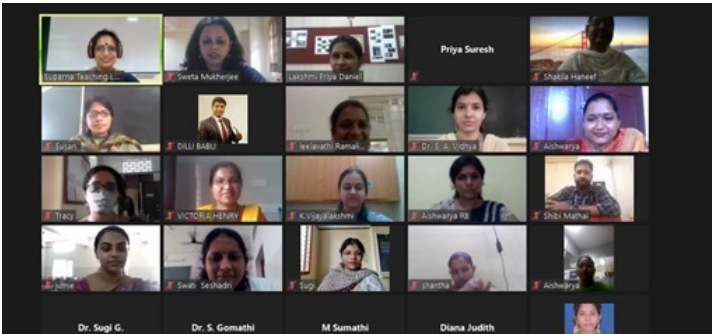 Suparna-Teaching-L...
Sweta Mukherjee
Lakshmi Priya Daniel
Priya Suresh
Shakila Haneef
Susan
DILLI BABU
leelavathi Ramali...
Dr. S. A. Vidhya
Aishwarya
Tracy
VICTORIA HENRY
K.Vijayalakshmi
Aishwarya RB
Shibi Mathai
jumie
Swati Seshadri
Sugi
shantha
Aishwarya
Dr. Sugi G.
Dr. S. Gomathi
M Sumathi
Diana Judith